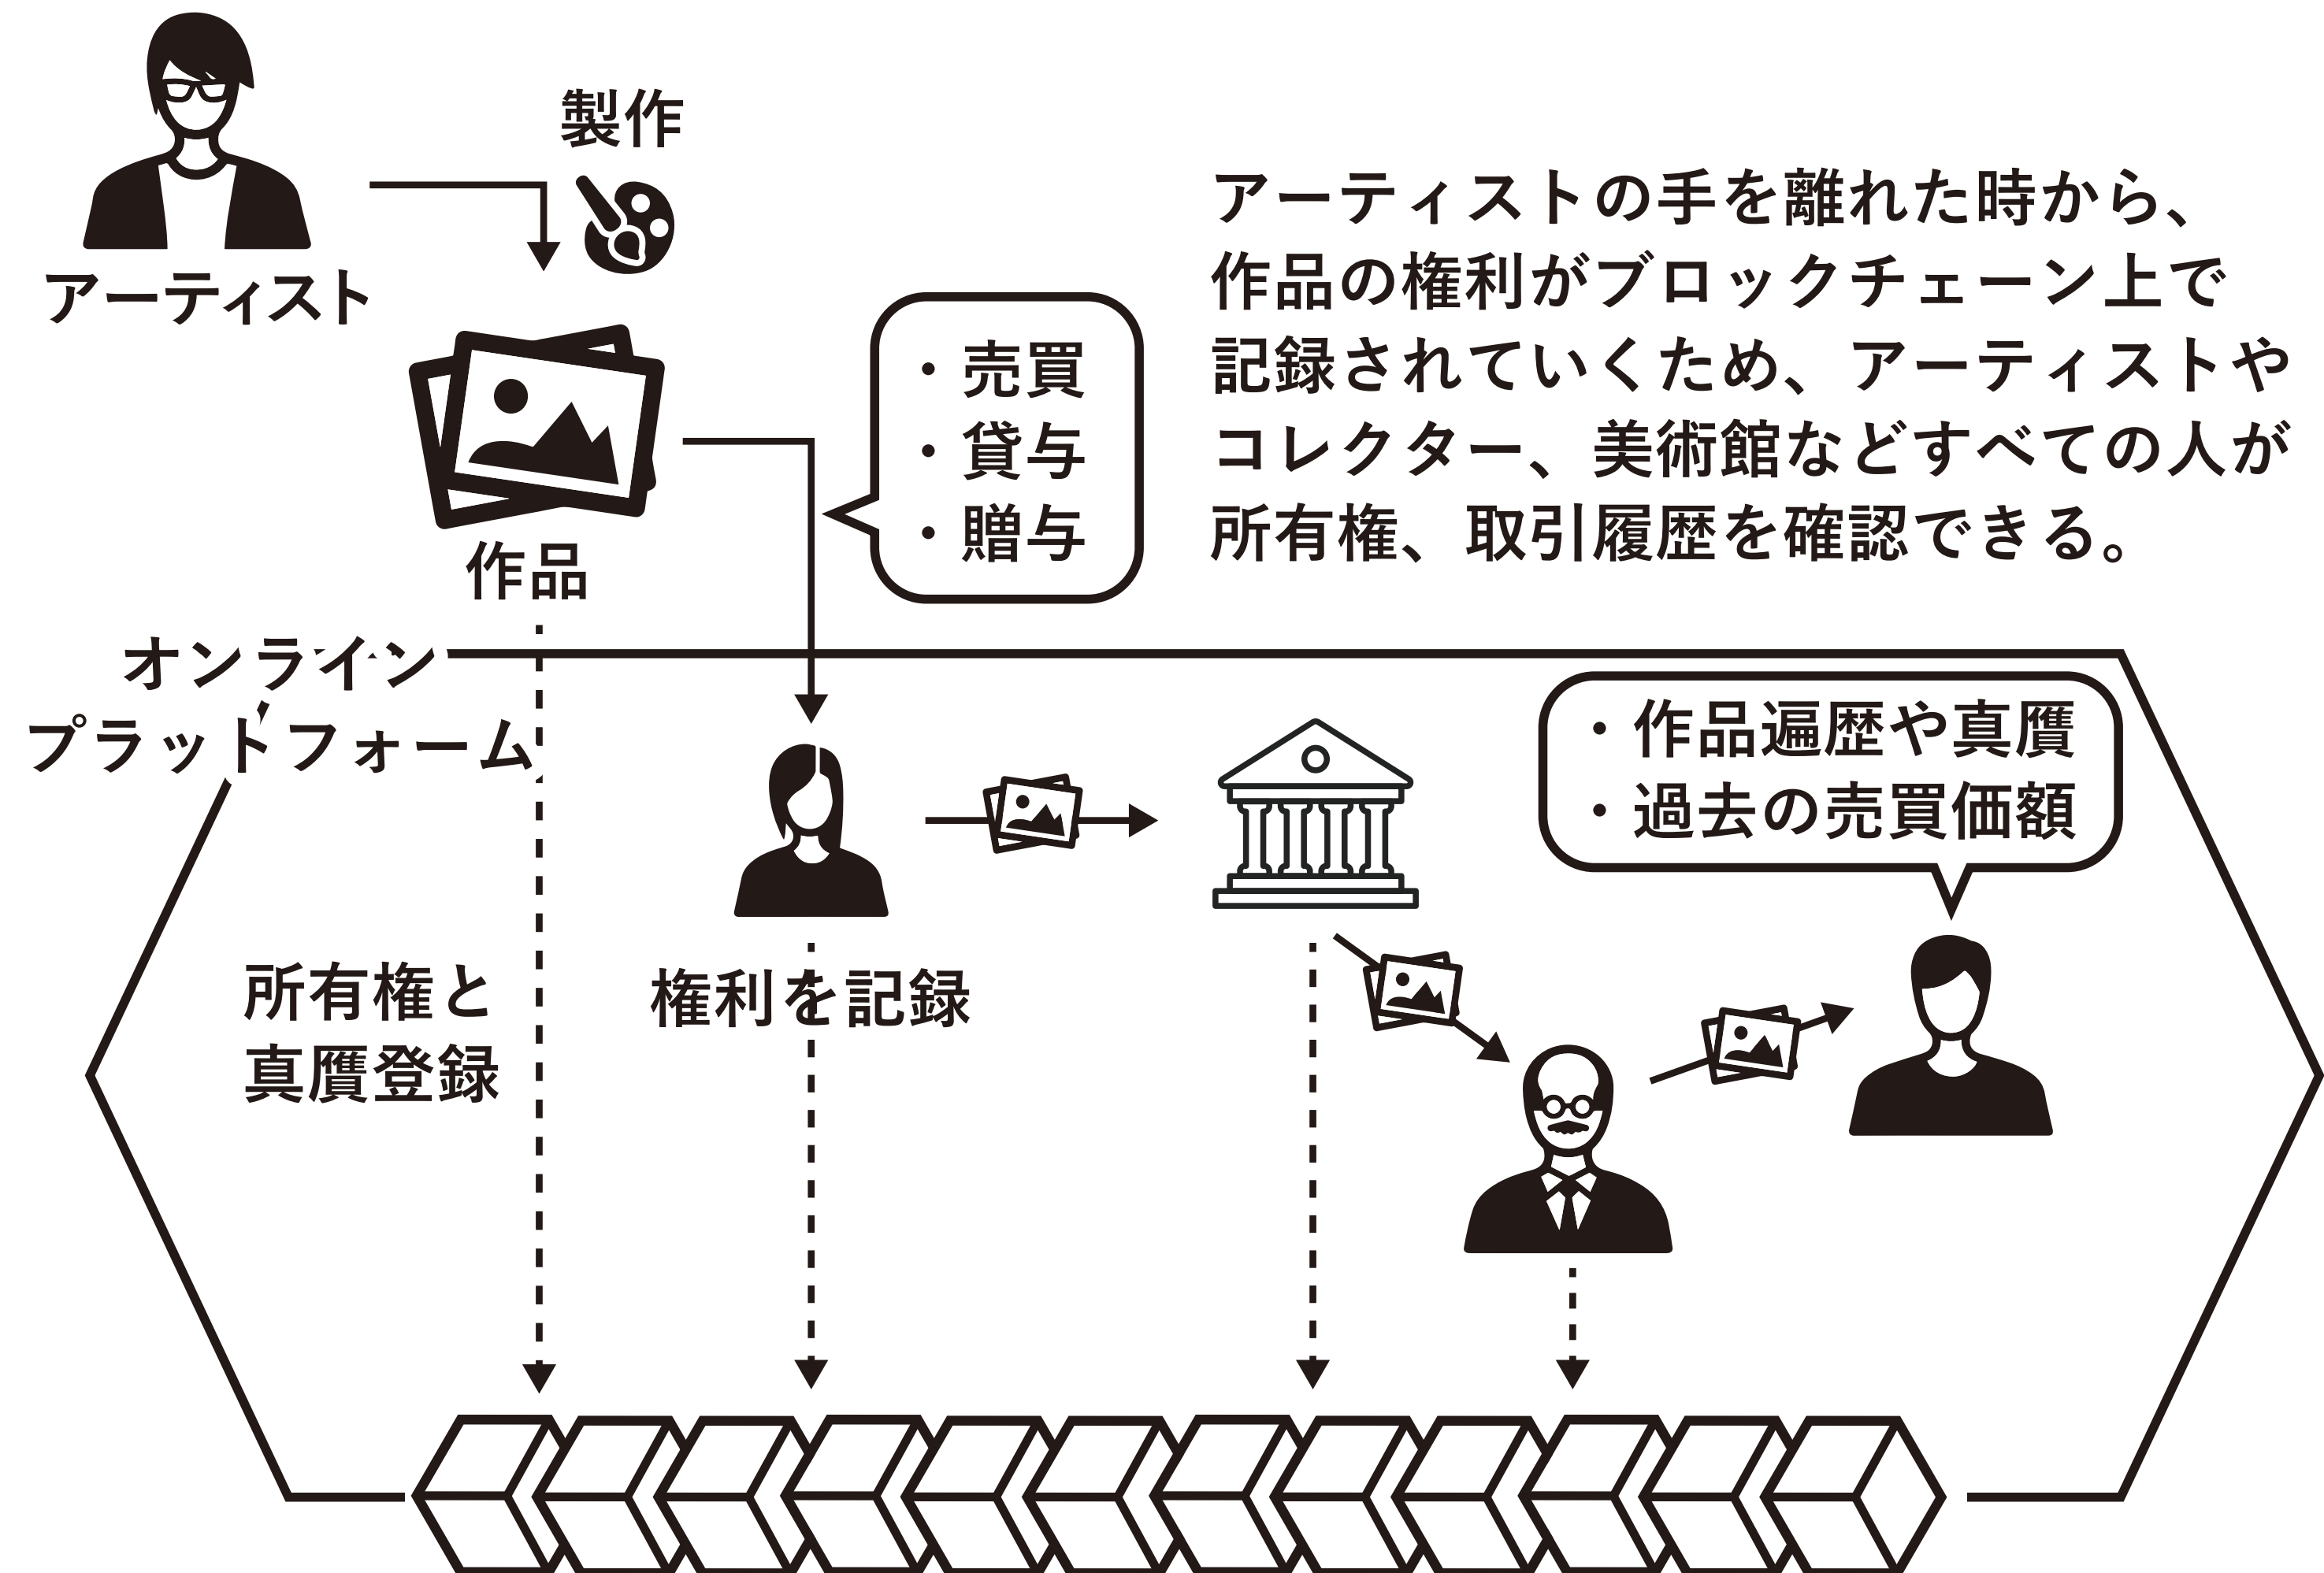 製作
アーティスト
アーティストの手を離れた時から、
作品の権利がブロックチェーン上で
記録されていくため、アーティストや
コレクター、美術館などすべての人が
所有権、取引履歴を確認できる。
・売買
・貸与
・贈与
作品
オンライン
プラットフォーム
・作品遍歴や真贋
・過去の売買価額
所有権と
真贋登録
権利を記録